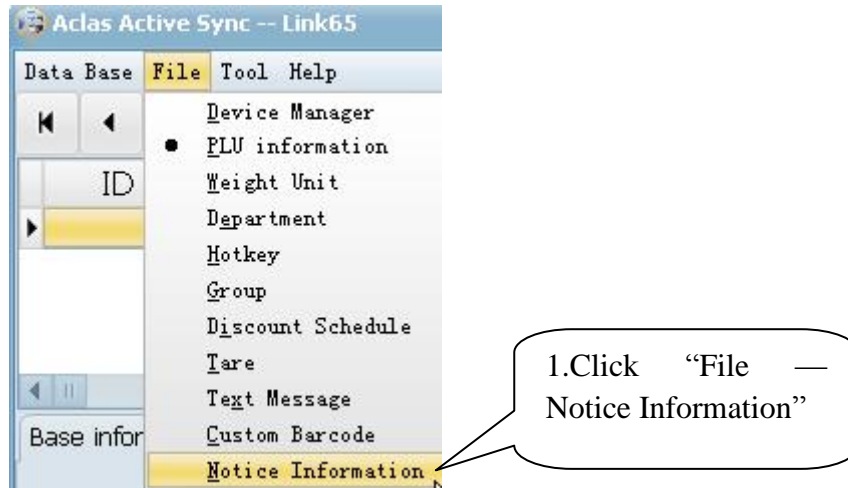 Aclas Active Sync -- Link65
Data Base File Tool Help
Device Manager
PLU information
ID
Weight Unit
Department
Hotkey
Group
Discount Schedule
Tare
Text Message
Base infor
Custom Barcode
Notice Information
1.Click “File —
Notice Information”